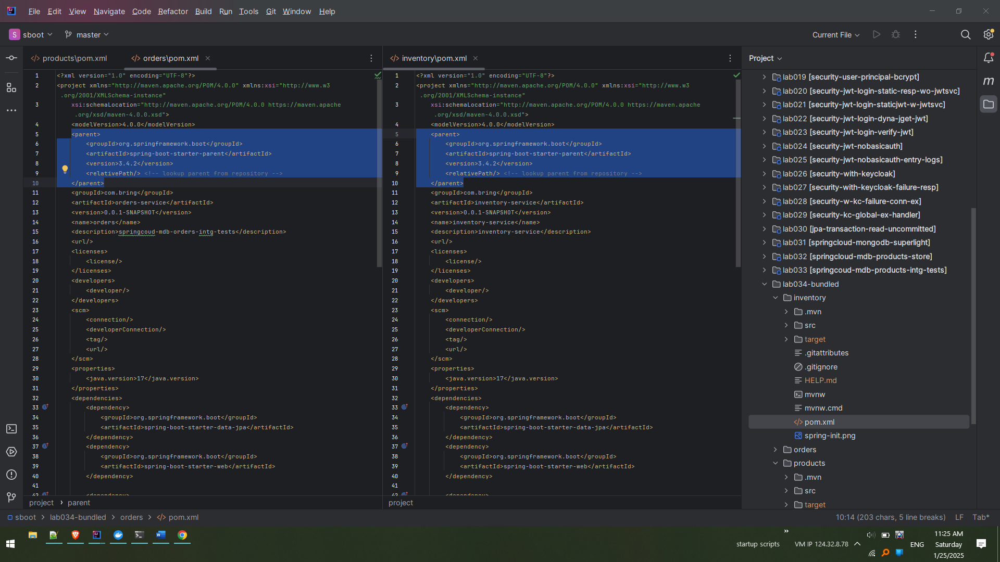 File Edit View Navigate Code Refactor Build Run Tools Git Window Help
S sboot master Current File
products\pom.xml orders\pom.xml
1 <?xml version="1.0" encoding="UTF-8"?>
2 <project xmlns="http://maven.apache.org/POM/4.0.0" xmlns:xsi="http://www.w3
.org/2001/XMLSchema-instance"
3 xsi:schemaLocation="http://maven.apache.org/POM/4.0.0 https://maven.apache
.org/xsd/maven-4.0.0.xsd">
4 <modelVersion>4.0.0</modelVersion>
5 <parent>
6 <groupId>org.springframework.boot</groupId>
7 <artifactId>spring-boot-starter-parent</artifactId>
8 <version>3.4.2</version>
9 <relativePath/> <!-- lookup parent from repository -->
10 </parent>
11 <groupId>com.bring</groupId>
12 <artifactId>orders-service</artifactId>
13 <version>0.0.1-SNAPSHOT</version>
14 <name>orders</name>
15 <description>springcoud-mdb-orders-intg-tests</description>
16 <url/>
17 <licenses>
18 <license/>
19 </licenses>
20 <developers>
21 <developer/>
22 </developers>
23 <scm>
24 <connection/>
25 <developerConnection/>
26 <tag/>
27 <url/>
28 </scm>
29 <properties>
30 <java.version>17</java.version>
31 </properties>
32 <dependencies>
33 <dependency>
34 <groupId>org.springframework.boot</groupId>
35 <artifactId>spring-boot-starter-data-jpa</artifactId>
36 </dependency>
37 <dependency>
38 <groupId>org.springframework.boot</groupId>
39 <artifactId>spring-boot-starter-web</artifactId>
40 </dependency>
41
42 <dependency>
project › parent
inventory\pom.xml
1 <?xml version="1.0" encoding="UTF-8"?>
2 <project xmlns="http://maven.apache.org/POM/4.0.0" xmlns:xsi="http://www.w3
.org/2001/XMLSchema-instance"
3 xsi:schemaLocation="http://maven.apache.org/POM/4.0.0 https://maven.apache
.org/xsd/maven-4.0.0.xsd">
4 <modelVersion>4.0.0</modelVersion>
5 <parent>
6 <groupId>org.springframework.boot</groupId>
7 <artifactId>spring-boot-starter-parent</artifactId>
8 <version>3.4.2</version>
9 <relativePath/> <!-- lookup parent from repository -->
10 </parent>
11 <groupId>com.bring</groupId>
12 <artifactId>inventory-service</artifactId>
13 <version>0.0.1-SNAPSHOT</version>
14 <name>inventory-service</name>
15 <description>inventory-service</description>
16 <url/>
17 <licenses>
18 <license/>
19 </licenses>
20 <developers>
21 <developer/>
22 </developers>
23 <scm>
24 <connection/>
25 <developerConnection/>
26 <tag/>
27 <url/>
28 </scm>
29 <properties>
30 <java.version>17</java.version>
31 </properties>
32 <dependencies>
33 <dependency>
34 <groupId>org.springframework.boot</groupId>
35 <artifactId>spring-boot-starter-data-jpa</artifactId>
36 </dependency>
37 <dependency>
38 <groupId>org.springframework.boot</groupId>
39 <artifactId>spring-boot-starter-web</artifactId>
40 </dependency>
41
42 <dependency>
project
Project
lab019 [security-user-principal-bcrypt]
lab020 [security-jwt-login-static-resp-wo-jwtsvc]
lab021 [security-jwt-login-staticjwt-w-jwtsvc]
lab022 [security-jwt-login-dyna-jget-jwt]
lab023 [security-jwt-login-verify-jwt]
lab024 [security-jwt-nobasicauth]
lab025 [security-jwt-nobasicauth-entry-logs]
lab026 [security-with-keycloak]
lab027 [security-with-keycloak-failure-resp]
lab028 [security-w-kc-failure-conn-ex]
lab029 [security-kc-global-ex-handler]
lab030 [jpa-transaction-read-uncommitted]
lab031 [springcloud-mongodb-superlight]
lab032 [springcloud-mdb-products-store]
lab033 [springcoud-mdb-products-intg-tests]
lab034-bundled
inventory
.mvn
src
target
.gitattributes
.gitignore
HELP.md
mvnw
mvnw.cmd
pom.xml
spring-init.png
orders
products
.mvn
src
target
m
sboot › lab034-bundled › orders › pom.xml 10:14 (203 chars, 5 line breaks) LF Tab*
startup scripts » VM IP 124.32.8.78 ENG
11:25 AM
Saturday
1/25/2025